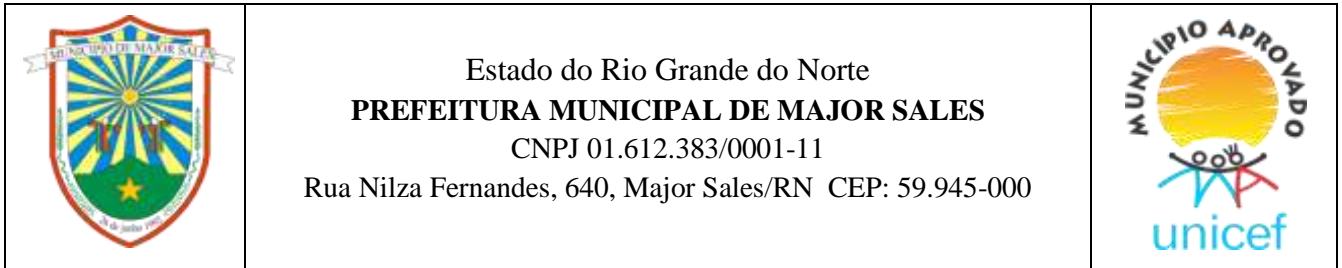 MUNICIPIO DE MAJOR SALES
Estado do Rio Grande do Norte
PREFEITURA MUNICIPAL DE MAJOR SALES
CNPJ 01.612.383/0001-11
Rua Nilza Fernandes, 640, Major Sales/RN CEP: 59.945-000
MUNICÍPIO APROVADO
unicef